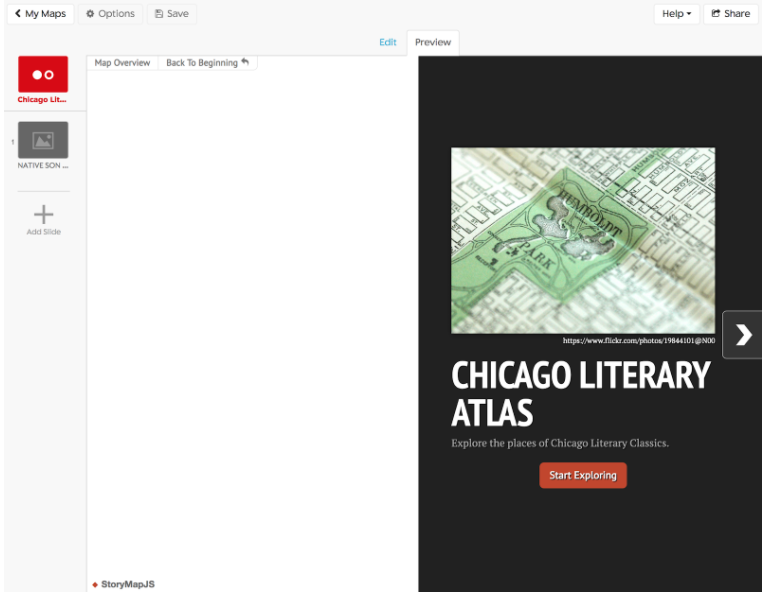 My Maps Options Save Help Share
Edit Preview
Map Overview Back To Beginning
Chicago Lit...
1
NATIVE SON ...
Add Slide
HUMBOLDT
PARK
https://www.flickr.com/photos/19844101@N00
CHICAGO LITERARY
ATLAS
Explore the places of Chicago Literary Classics.
Start Exploring
StoryMapJS